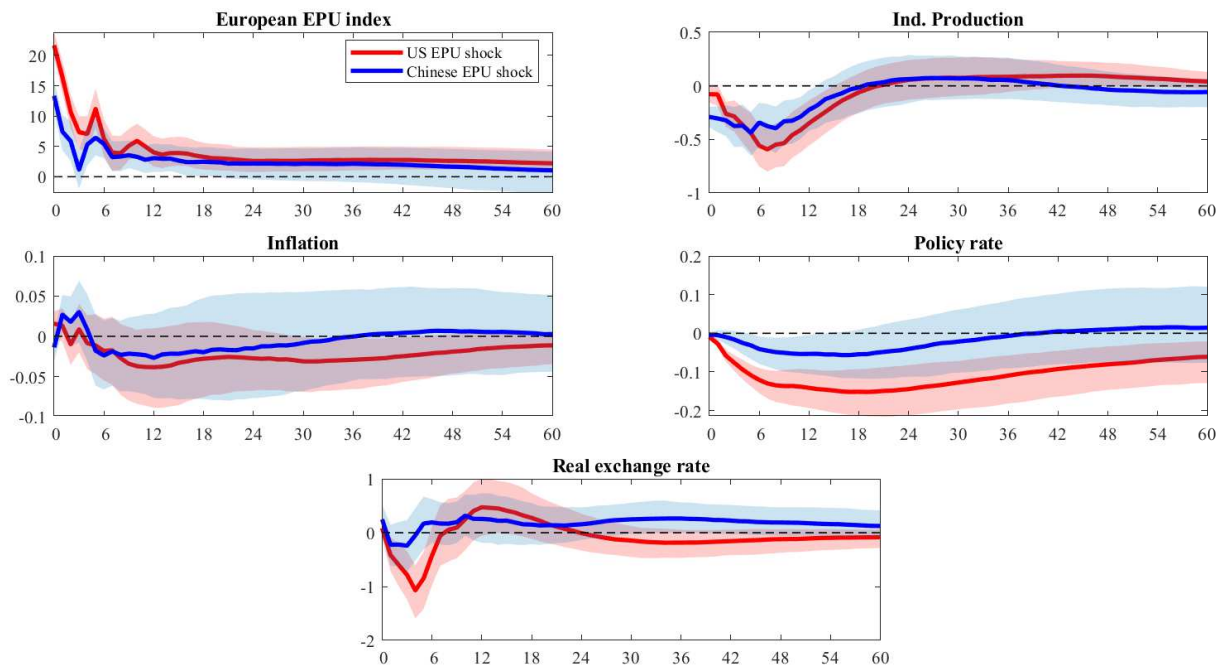 European EPU index
20
15
10
5
0
0 6 12 18 24 30 36 42 48 54 60
US EPU shock
Chinese EPU shock
Ind. Production
0.5
0
-0.5
-1
0 6 12 18 24 30 36 42 48 54 60
Inflation
0.1
0.05
0
-0.05
-0.1
0 6 12 18 24 30 36 42 48 54 60
Policy rate
0.2
0.1
0
-0.1
-0.2
0 6 12 18 24 30 36 42 48 54 60
Real exchange rate
1
0
-1
-2
0 6 12 18 24 30 36 42 48 54 60